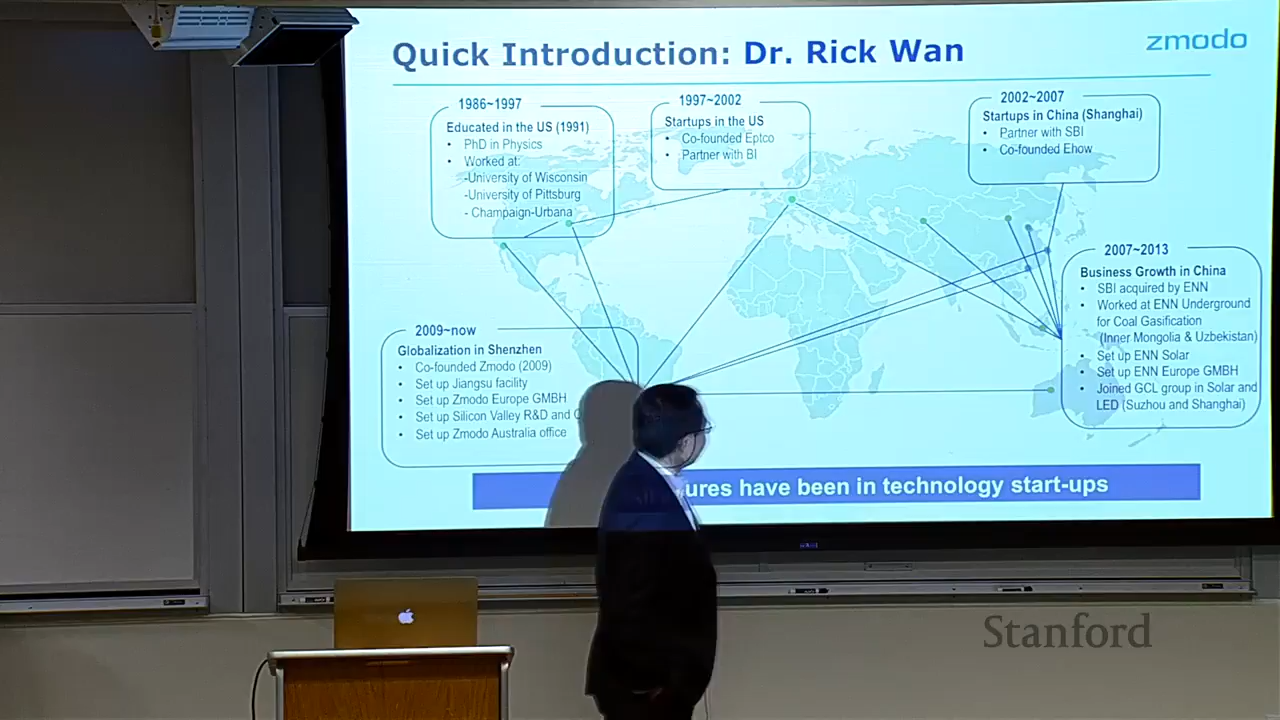 Quick Introduction: Dr. Rick Wan
zmodo
1986~1997
Educated in the US (1991)
• PhD in Physics
• Worked at:
-University of Wisconsin
-University of Pittsburg
- Champaign-Urbana
1997~2002
Startups in the US
• Co-founded Eptco
• Partner with BI
2002~2007
Startups in China (Shanghai)
• Partner with SBI
• Co-founded Ehow
2007~2013
Business Growth in China
• SBI acquired by ENN
• Worked at ENN Underground
for Coal Gasification
(Inner Mongolia & Uzbekistan)
• Set up ENN Solar
• Set up ENN Europe GMBH
• Joined GCL group in Solar and
LED (Suzhou and Shanghai)
2009~now
Globalization in Shenzhen
• Co-founded Zmodo (2009)
• Set up Jiangsu facility
• Set up Zmodo Europe GMBH
• Set up Silicon Valley R&D and
• Set up Zmodo Australia office
ures have been in technology start-ups
Stanford